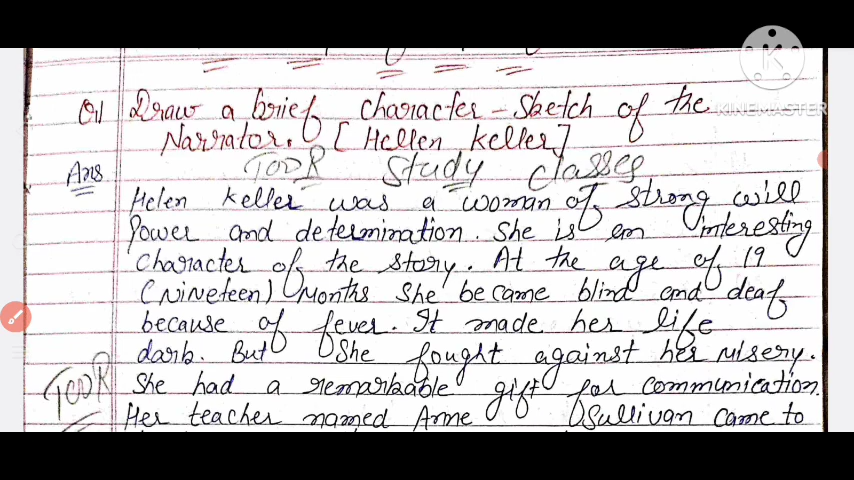 KINEMASTER
Q1 Draw a brief character - Sketch of the
Narrator. [Hellen Keller]
TOOR Study Classes
Ans
Helen Keller was a woman of strong will
Power and determination. She is an interesting
character of the story. At the age of 19
(Nineteen) Months She became blind and deaf
because of fever. It made her life
dark. But She fought against her misery.
TOOR
She had a remarkable gift for communication.
Her teacher named Anne Sullivan came to